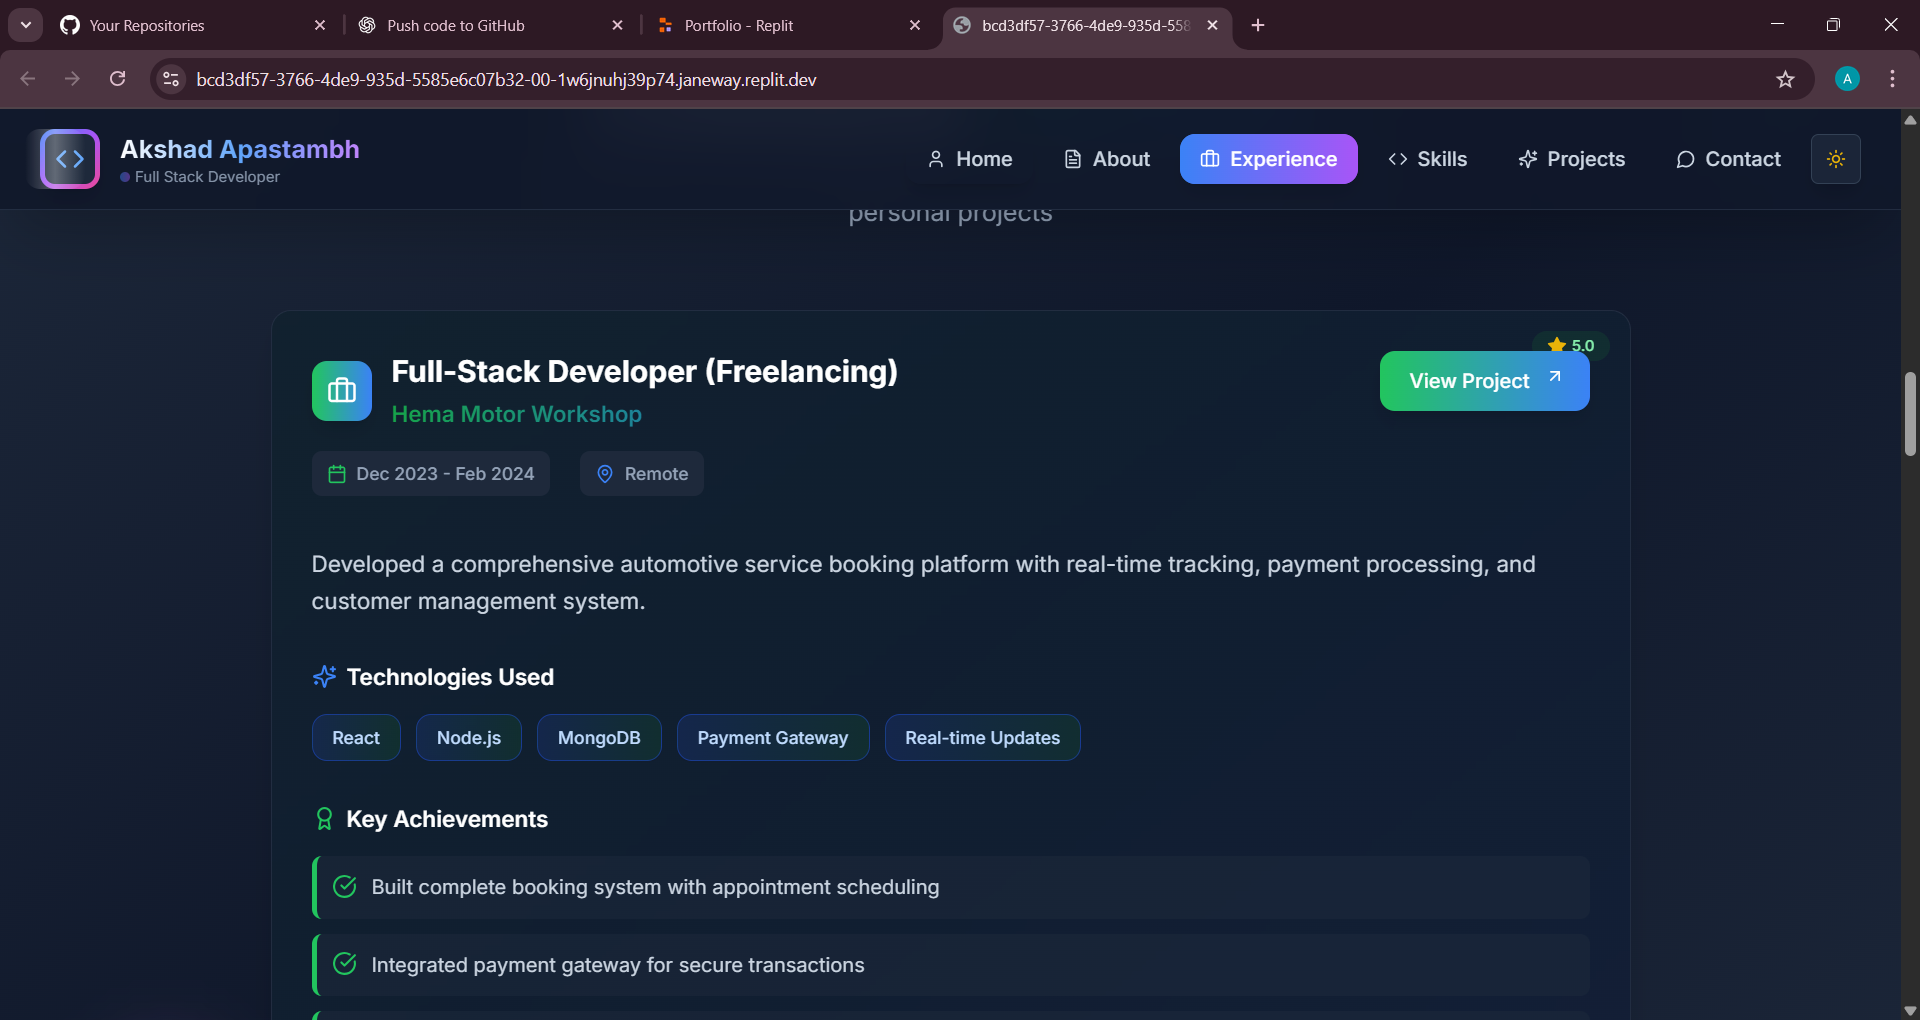 Your Repositories
Push code to GitHub
Portfolio - Replit
bcd3df57-3766-4de9-935d-558
bcd3df57-3766-4de9-935d-5585e6c07b32-00-1w6jnuhj39p74.janeway.replit.dev
A
Akshad Apastambh
Full Stack Developer
Home
About
Experience
Skills
Projects
Contact
personal projects
Full-Stack Developer (Freelancing)
Hema Motor Workshop
5.0
View Project
Dec 2023 - Feb 2024
Remote
Developed a comprehensive automotive service booking platform with real-time tracking, payment processing, and
customer management system.
Technologies Used
React
Node.js
MongoDB
Payment Gateway
Real-time Updates
Key Achievements
Built complete booking system with appointment scheduling
Integrated payment gateway for secure transactions